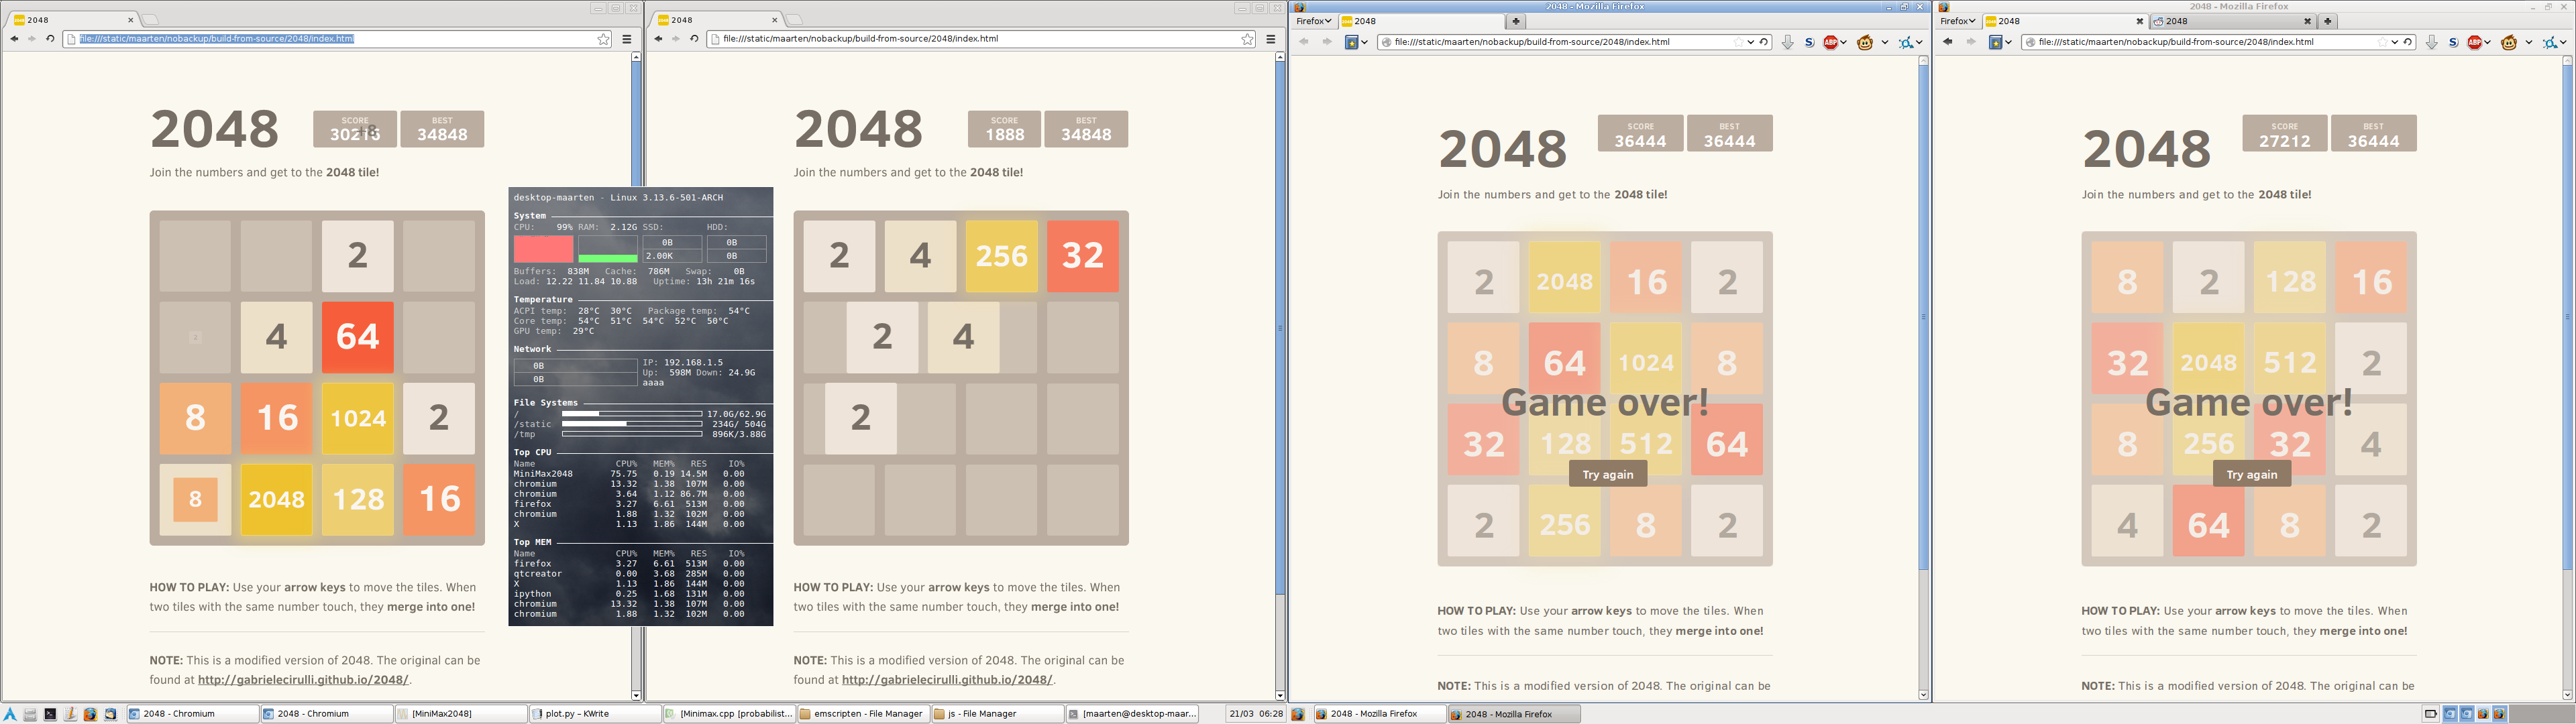 2048
file:///static/maarten/nobackup/build-from-source/2048/index.html
2048
SCORE
BEST
34848
Join the numbers and get to the 2048 tile!
2
4 64
8 16 1024 2
8 2048 128 16
HOW TO PLAY: Use your arrow keys to move the tiles. When
two tiles with the same number touch, they merge into one!
NOTE: This is a modified version of 2048. The original can be
found at http://gabrielecirulli.github.io/2048/.
desktop-maarten - Linux 3.13.6-501-ARCH
System
CPU: 99% RAM: 2.12G SSD: HDD:
0B 0B
2.00K 0B
Buffers: 838M Cache: 786M Swap: 0B
Load: 12.22 11.84 10.88 Uptime: 13h 21m 16s
Temperature
ACPI temp: 28°C 30°C Package temp: 54°C
Core temp: 54°C 51°C 54°C 52°C 50°C
GPU temp: 29°C
Network
0B IP: 192.168.1.5
Up: 598M Down: 24.9G
0B aaaa
File Systems
/ 17.0G/62.9G
/static 234G/ 504G
/tmp 896K/3.88G
Top CPU
Name CPU% MEM% RES IO%
MiniMax2048 75.75 0.19 14.5M 0.00
chromium 13.32 1.38 107M 0.00
chromium 3.64 1.12 86.7M 0.00
firefox 3.27 6.61 513M 0.00
chromium 1.88 1.32 102M 0.00
X 1.13 1.86 144M 0.00
Top MEM
Name CPU% MEM% RES IO%
firefox 3.27 6.61 513M 0.00
qtcreator 0.00 3.68 285M 0.00
X 1.13 1.86 144M 0.00
ipython 0.25 1.68 131M 0.00
chromium 13.32 1.38 107M 0.00
chromium 1.88 1.32 102M 0.00
2048
file:///static/maarten/nobackup/build-from-source/2048/index.html
2048
SCORE BEST
1888 34848
Join the numbers and get to the 2048 tile!
2 4 256 32
2 4
2
HOW TO PLAY: Use your arrow keys to move the tiles. When
two tiles with the same number touch, they merge into one!
NOTE: This is a modified version of 2048. The original can be
found at http://gabrielecirulli.github.io/2048/.
2048 - Mozilla Firefox
Firefox 2048
file:///static/maarten/nobackup/build-from-source/2048/index.html
S ABP
2048
SCORE BEST
36444 36444
Join the numbers and get to the 2048 tile!
2 2048 16 2
8 64 1024 8
Game over!
32 128 512 64
Try again
2 256 8 2
HOW TO PLAY: Use your arrow keys to move the tiles. When
two tiles with the same number touch, they merge into one!
NOTE: This is a modified version of 2048. The original can be
2048 - Mozilla Firefox
Firefox 2048 2048
file:///static/maarten/nobackup/build-from-source/2048/index.html
S ABP
2048
SCORE BEST
27212 36444
Join the numbers and get to the 2048 tile!
8 2 128 16
32 2048 512 2
Game over!
8 256 32 4
Try again
4 64 8 2
HOW TO PLAY: Use your arrow keys to move the tiles. When
two tiles with the same number touch, they merge into one!
NOTE: This is a modified version of 2048. The original can be
2048 - Chromium
2048 - Chromium
[MiniMax2048]
plot.py – KWrite
[Minimax.cpp [probabilist...
emscripten - File Manager
js - File Manager
[maarten@desktop-maar...
21/03 06:28
2048 - Mozilla Firefox
2048 - Mozilla Firefox